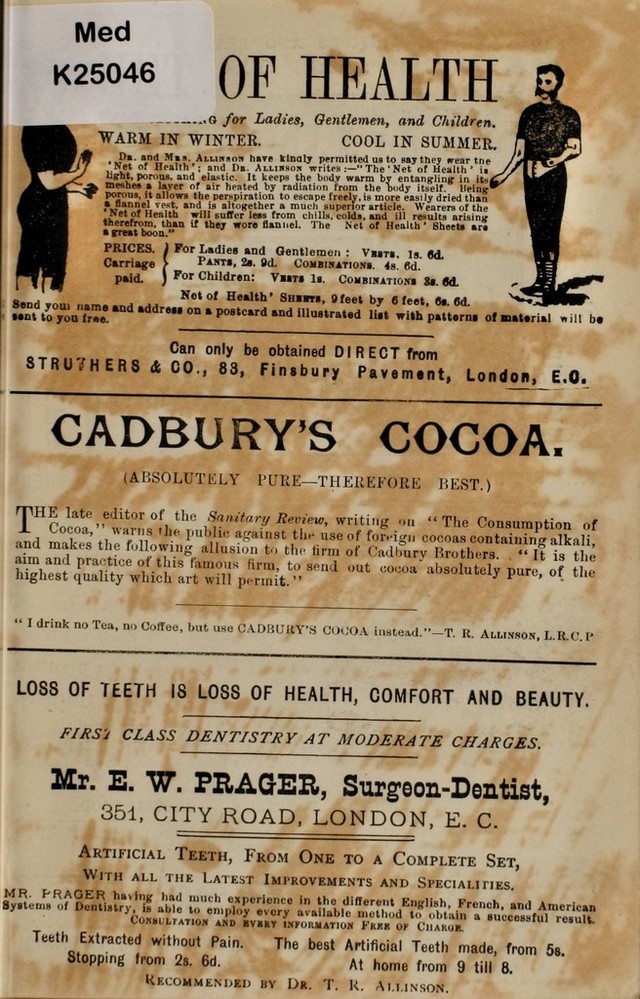 Med
K25046
OF HEALTH
for Ladies, Gentlemen, and Children.
WARM IN WINTER. COOL IN SUMMER.
DR. and MRS. ALLINSON have kindly permitted us to say they wear the
'Net of Health'; and DR. ALLINSON writes:—"The 'Net of Health' is
light, porous, and elastic. It keeps the body warm by entangling in its
meshes a layer of air heated by radiation from the body itself. Being
porous, it allows the perspiration to escape freely, is more easily dried than
a flannel vest, and is altogether a much superior article. Wearers of the
'Net of Health will suffer less from chills, colds, and ill results arising
therefrom, than if they wore flannel. The Net of Health' Sheets are
a great boon."
PRICES. For Ladies and Gentlemen: VESTS. 1s. 6d.
Carriage PANTS, 2s. 9d. COMBINATIONS. 4s. 6d.
paid. For Children: VESTS 1s. COMBINATIONS 3s. 6d.
Net of Health' SHEETS, 9 feet by 6 feet, 6s. 6d.
Send your name and address on a postcard and illustrated list with patterns of material will be
sent to you free.
Can only be obtained DIRECT from
STRUTHERS & CO., 83, Finsbury Pavement, London, E.C.
CADBURY'S COCOA.
(ABSOLUTELY PURE—THEREFORE BEST.)
THE late editor of the Sanitary Review, writing on "The Consumption of
Cocoa," warns the public against the use of foreign cocoas containing alkali,
and makes the following allusion to the firm of Cadbury Brothers. "It is the
aim and practice of this famous firm, to send out cocoa absolutely pure, of the
highest quality which art will permit."
"I drink no Tea, no Coffee, but use CADBURY'S COCOA instead."—T. R. ALLINSON, L.R.C.P
LOSS OF TEETH IS LOSS OF HEALTH, COMFORT AND BEAUTY.
FIRST CLASS DENTISTRY AT MODERATE CHARGES.
Mr. E. W. PRAGER, Surgeon-Dentist,
351, CITY ROAD, LONDON, E. C.
ARTIFICIAL TEETH, FROM ONE TO A COMPLETE SET,
WITH ALL THE LATEST IMPROVEMENTS AND SPECIALITIES.
MR. PRAGER having had much experience in the different English, French, and American
Systems of Dentistry, is able to employ every available method to obtain a successful result.
CONSULTATION AND EVERY INFORMATION FREE OF CHARGE.
Teeth Extracted without Pain. The best Artificial Teeth made, from 5s.
Stopping from 2s. 6d. At home from 9 till 8.
RECOMMENDED BY DR. T. R. ALLINSON.